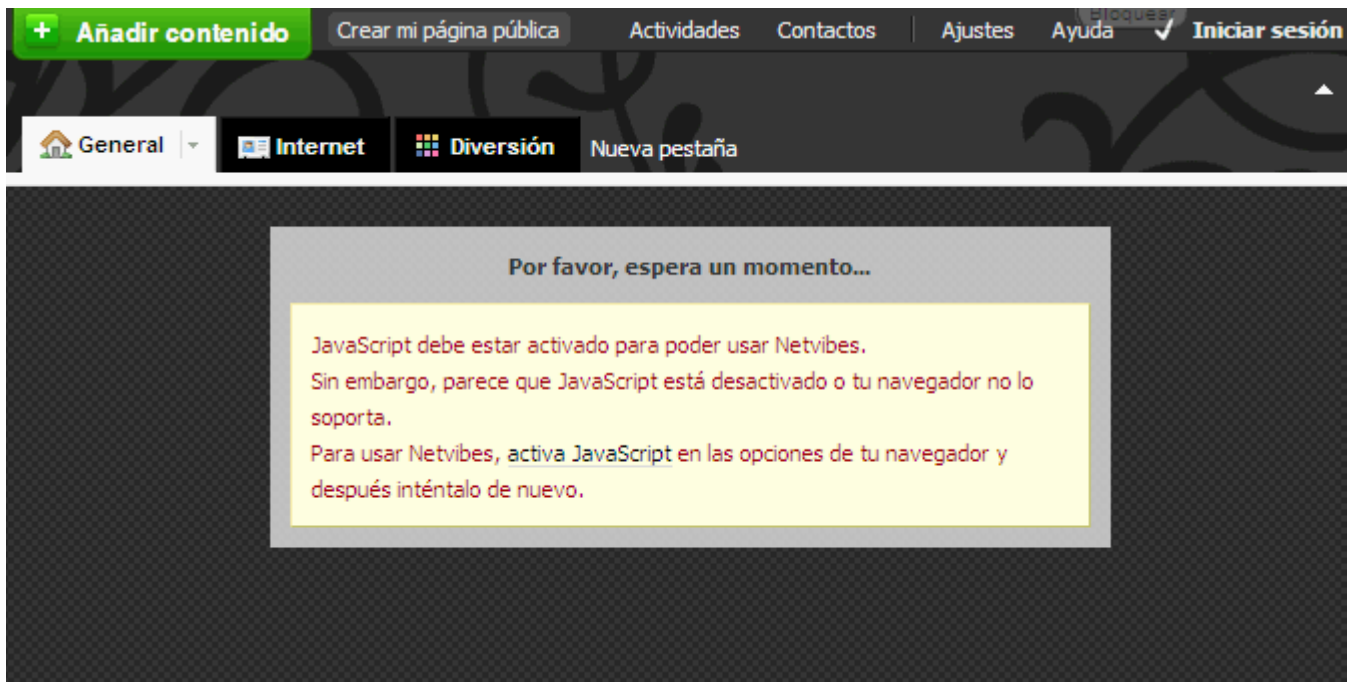 Añadir contenido Crear mi página pública Actividades Contactos Ajustes Ayuda Bloquear Iniciar sesión
General Internet Diversión Nueva pestaña
Por favor, espera un momento...
JavaScript debe estar activado para poder usar Netvibes.
Sin embargo, parece que JavaScript está desactivado o tu navegador no lo
soporta.
Para usar Netvibes, activa JavaScript en las opciones de tu navegador y
después inténtalo de nuevo.